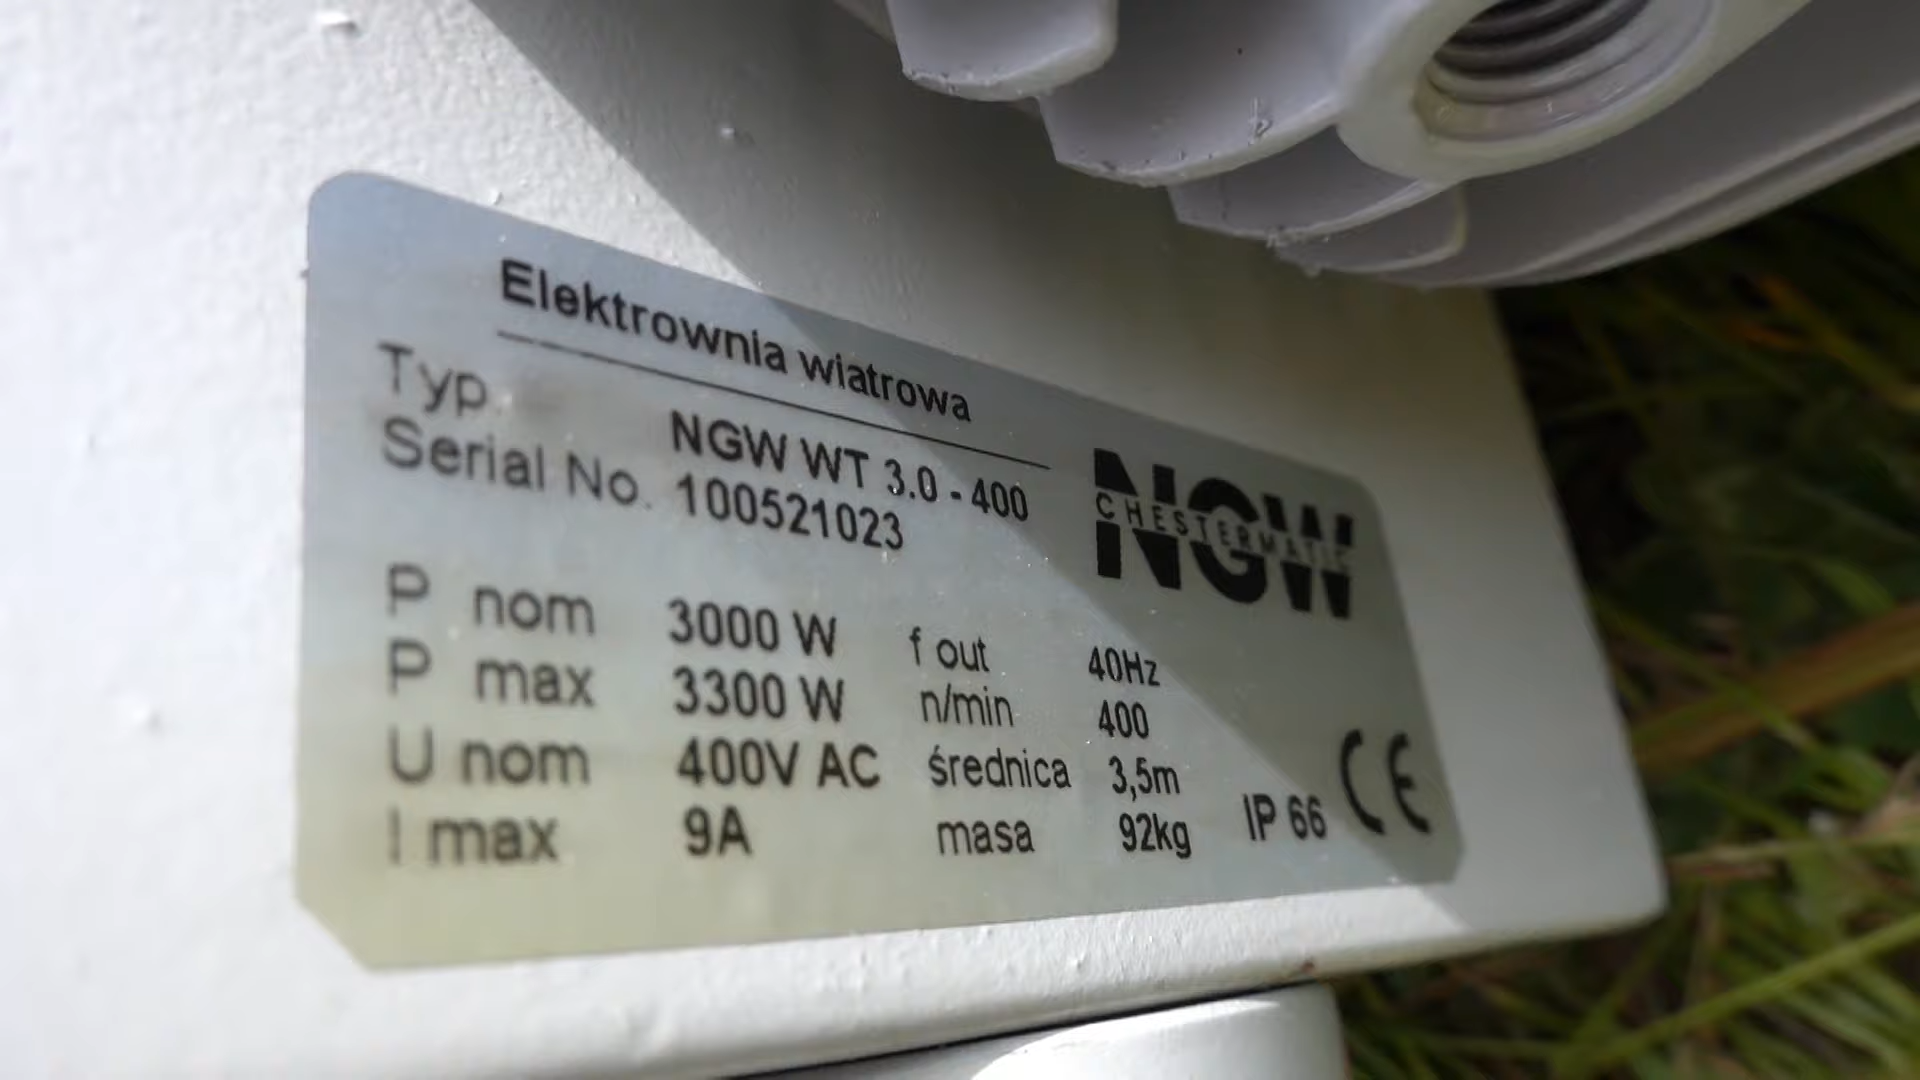 Elektrownia wiatrowa
Typ NGW WT 3.0 - 400
Serial No. 100521023
NGW
CHESTERMATIC
P nom 3000 W f out 40Hz
P max 3300 W n/min 400
U nom 400V AC średnica 3,5m
I max 9A masa 92kg IP 66 CE